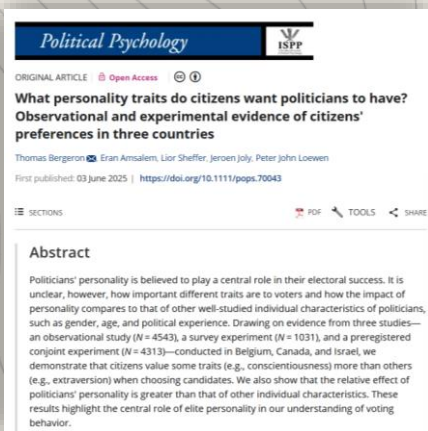 Political Psychology
ISPP
ORIGINAL ARTICLE Open Access
What personality traits do citizens want politicians to have?
Observational and experimental evidence of citizens'
preferences in three countries
Thomas Bergeron, Eran Amsalem, Lior Sheffer, Jeroen Joly, Peter John Loewen
First published: 03 June 2025 | https://doi.org/10.1111/pops.70043
SECTIONS PDF TOOLS SHARE
Abstract
Politicians' personality is believed to play a central role in their electoral success. It is
unclear, however, how important different traits are to voters and how the impact of
personality compares to that of other well-studied individual characteristics of politicians,
such as gender, age, and political experience. Drawing on evidence from three studies—
an observational study (N = 4543), a survey experiment (N = 1031), and a preregistered
conjoint experiment (N = 4313)—conducted in Belgium, Canada, and Israel, we
demonstrate that citizens value some traits (e.g., conscientiousness) more than others
(e.g., extraversion) when choosing candidates. We also show that the relative effect of
politicians' personality is greater than that of other individual characteristics. These
results highlight the central role of elite personality in our understanding of voting
behavior.